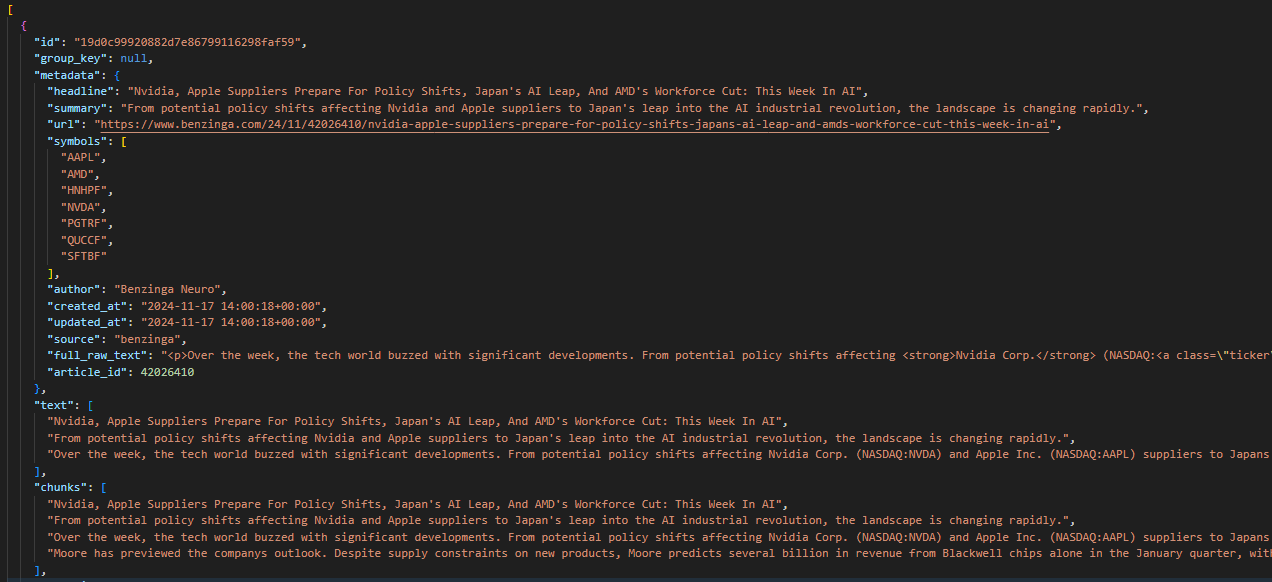 [
{
"id": "19d0c99920882d7e86799116298faf59",
"group_key": null,
"metadata": {
"headline": "Nvidia, Apple Suppliers Prepare For Policy Shifts, Japan's AI Leap, And AMD's Workforce Cut: This Week In AI",
"summary": "From potential policy shifts affecting Nvidia and Apple suppliers to Japan's leap into the AI industrial revolution, the landscape is changing rapidly.",
"url": "https://www.benzinga.com/24/11/42026410/nvidia-apple-suppliers-prepare-for-policy-shifts-japans-ai-leap-and-amds-workforce-cut-this-week-in-ai",
"symbols": [
"AAPL",
"AMD",
"HNHPF",
"NVDA",
"PGTRF",
"QUCCF",
"SFTBF"
],
"author": "Benzinga Neuro",
"created_at": "2024-11-17 14:00:18+00:00",
"updated_at": "2024-11-17 14:00:18+00:00",
"source": "benzinga",
"full_raw_text": "<p>Over the week, the tech world buzzed with significant developments. From potential policy shifts affecting <strong>Nvidia Corp.</strong> (NASDAQ:<a class=\"ticker\
"article_id": 42026410
},
"text": [
"Nvidia, Apple Suppliers Prepare For Policy Shifts, Japan's AI Leap, And AMD's Workforce Cut: This Week In AI",
"From potential policy shifts affecting Nvidia and Apple suppliers to Japan's leap into the AI industrial revolution, the landscape is changing rapidly.",
"Over the week, the tech world buzzed with significant developments. From potential policy shifts affecting Nvidia Corp. (NASDAQ:NVDA) and Apple Inc. (NASDAQ:AAPL) suppliers to Japans
],
"chunks": [
"Nvidia, Apple Suppliers Prepare For Policy Shifts, Japan's AI Leap, And AMD's Workforce Cut: This Week In AI",
"From potential policy shifts affecting Nvidia and Apple suppliers to Japan's leap into the AI industrial revolution, the landscape is changing rapidly.",
"Over the week, the tech world buzzed with significant developments. From potential policy shifts affecting Nvidia Corp. (NASDAQ:NVDA) and Apple Inc. (NASDAQ:AAPL) suppliers to Japans
"Moore has previewed the companys outlook. Despite supply constraints on new products, Moore predicts several billion in revenue from Blackwell chips alone in the January quarter, wit
],